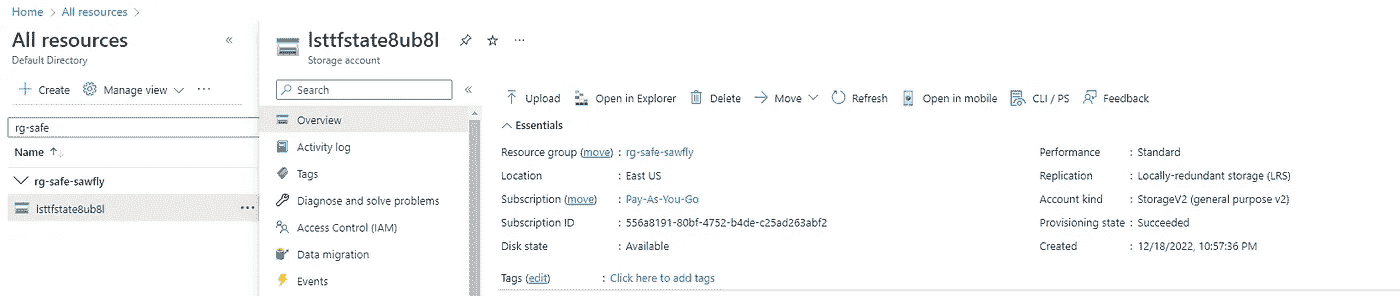 Home > All resources >
All resources «
Default Directory
+ Create Manage view ...
rg-safe
Name ↑↓
rg-safe-sawfly
lsttfstate8ub8l ...
lsttfstate8ub8l ...
Storage account
Search «
Overview
Activity log
Tags
Diagnose and solve problems
Access Control (IAM)
Data migration
Events
Upload Open in Explorer Delete Move Refresh Open in mobile CLI / PS Feedback
Essentials
Resource group (move) : rg-safe-sawfly
Location : East US
Subscription (move) : Pay-As-You-Go
Subscription ID : 556a8191-80bf-4752-b4de-c25ad263abf2
Disk state : Available
Tags (edit) : Click here to add tags
Performance : Standard
Replication : Locally-redundant storage (LRS)
Account kind : StorageV2 (general purpose v2)
Provisioning state : Succeeded
Created : 12/18/2022, 10:57:36 PM